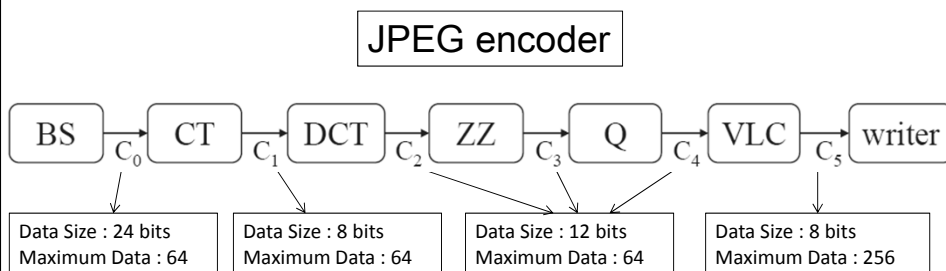 JPEG encoder
BS CT DCT ZZ Q VLC writer
C₀ C₁ C₂ C₃ C₄ C₅
Data Size : 24 bits
Maximum Data : 64
Data Size : 8 bits
Maximum Data : 64
Data Size : 12 bits
Maximum Data : 64
Data Size : 8 bits
Maximum Data : 256